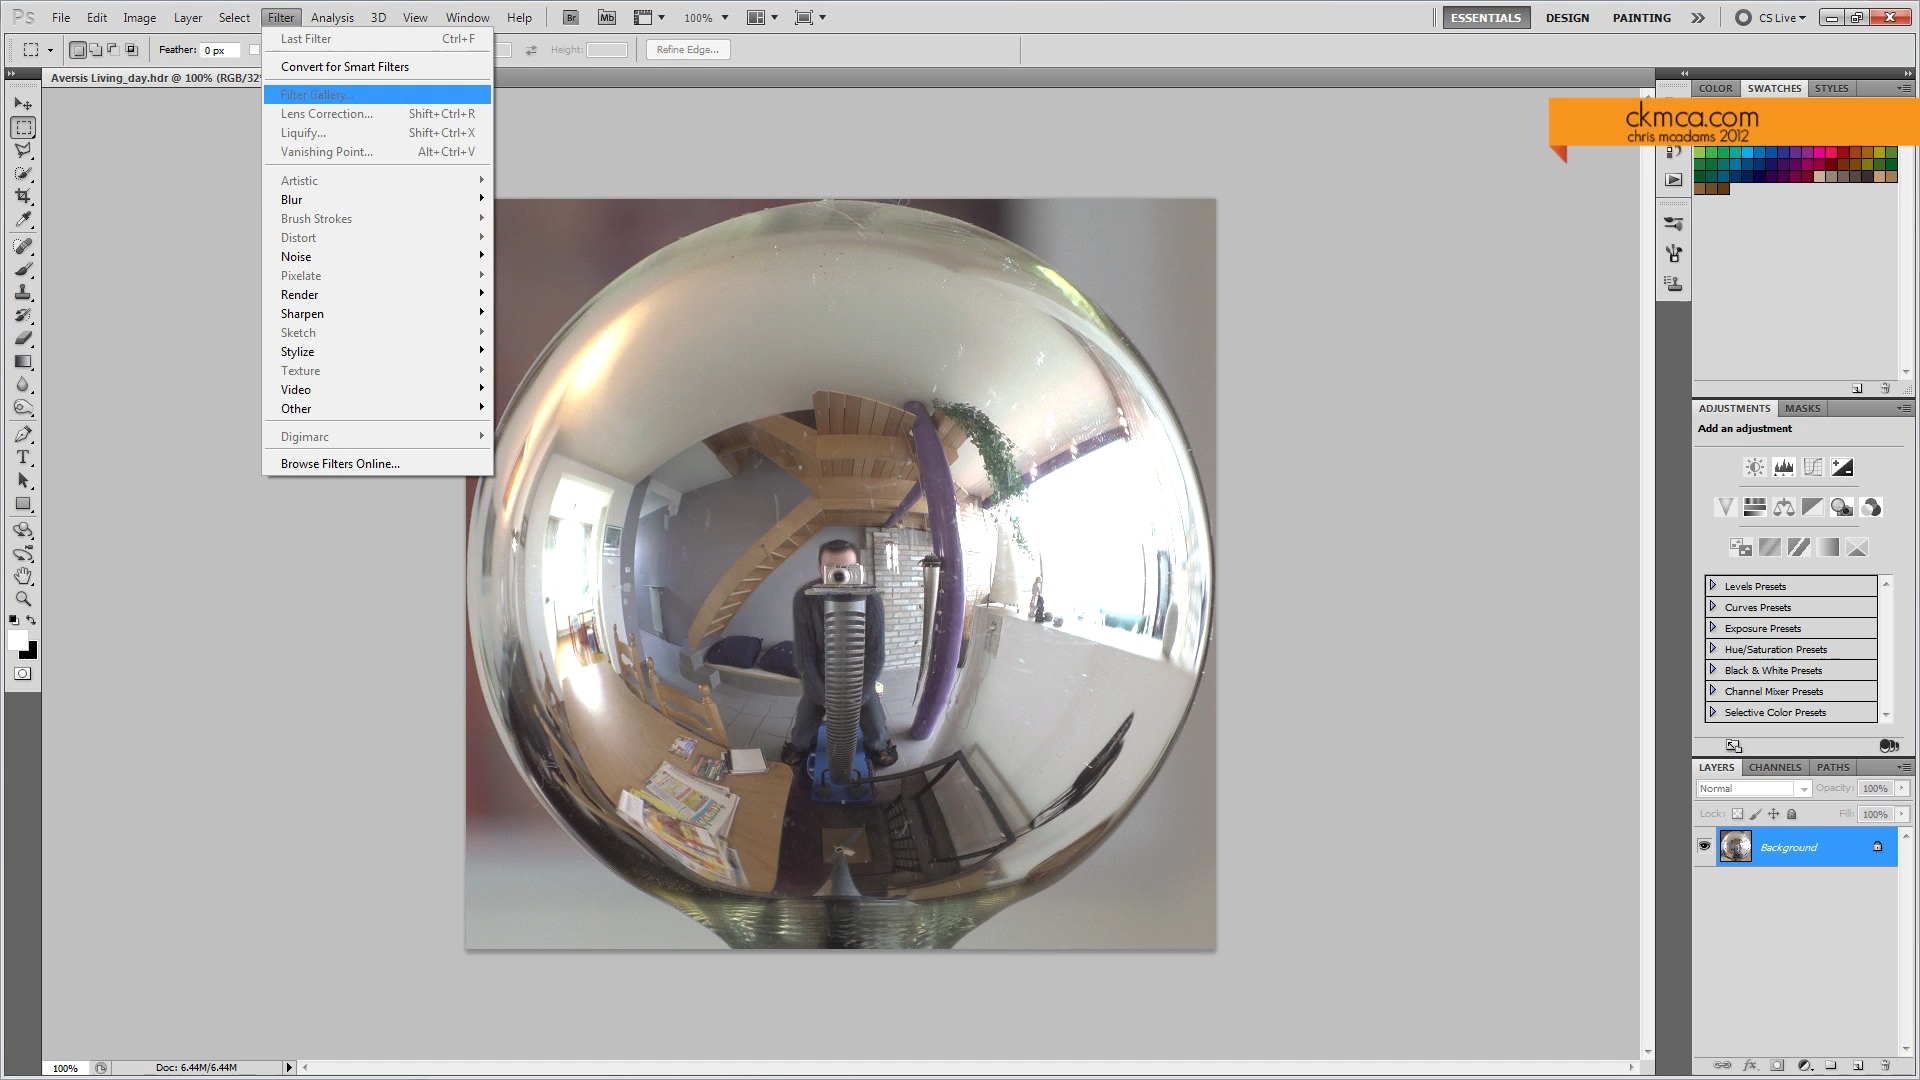 Ps File Edit Image Layer Select Filter Analysis 3D View Window Help Br Mb 100% ESSENTIALS DESIGN PAINTING CS Live
Feather: 0 px Height: Refine Edge...
Aversis Living_day.hdr @ 100% (RGB/32
Last Filter Ctrl+F
Convert for Smart Filters
Filter Gallery...
Lens Correction... Shift+Ctrl+R
Liquify... Shift+Ctrl+X
Vanishing Point... Alt+Ctrl+V
Artistic
Blur
Brush Strokes
Distort
Noise
Pixelate
Render
Sharpen
Sketch
Stylize
Texture
Video
Other
Digimarc
Browse Filters Online...
COLOR SWATCHES STYLES
ckmca.com
chris mcadams 2012
ADJUSTMENTS MASKS
Add an adjustment
Levels Presets
Curves Presets
Exposure Presets
Hue/Saturation Presets
Black & White Presets
Channel Mixer Presets
Selective Color Presets
LAYERS CHANNELS PATHS
Normal Opacity: 100%
Lock: Fill: 100%
Background
100% Doc: 6.44M/6.44M